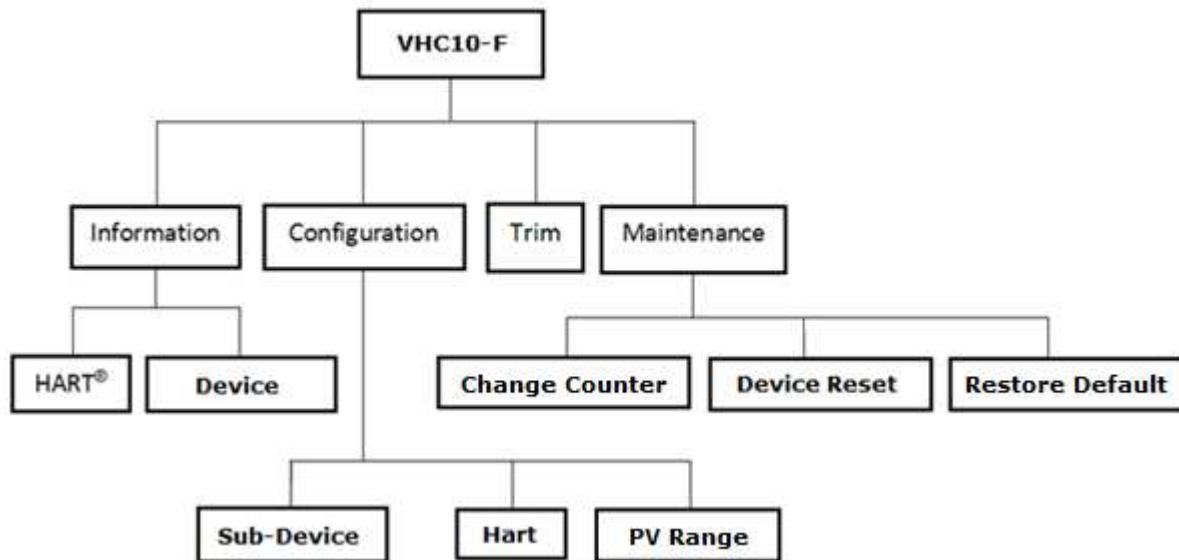 VHC10-F
Information
Configuration
Trim
Maintenance
HART®
Device
Change Counter
Device Reset
Restore Default
Sub-Device
Hart
PV Range